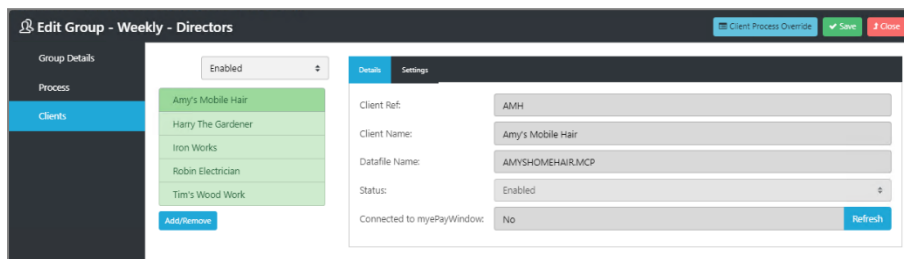 Edit Group - Weekly - Directors
Client Process Override
Save
Close
Group Details
Process
Clients
Enabled
Amy's Mobile Hair
Harry The Gardener
Iron Works
Robin Electrician
Tim's Wood Work
Add/Remove
Details Settings
Client Ref: AMH
Client Name: Amy's Mobile Hair
Datafile Name: AMYSHOMEHAIR.MCP
Status: Enabled
Connected to myePayWindow: No Refresh